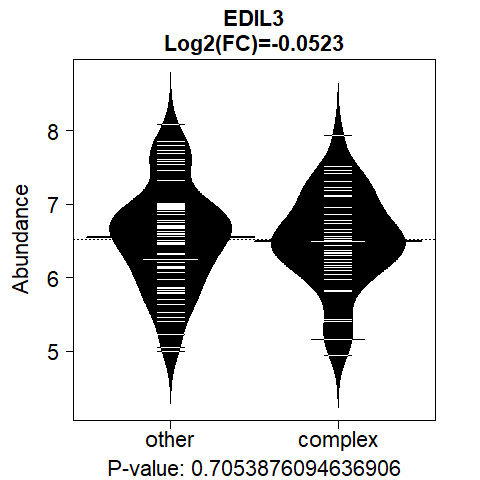 EDIL3
Log2(FC)=-0.0523
8
7
6
5
Abundance
other complex
P-value: 0.7053876094636906